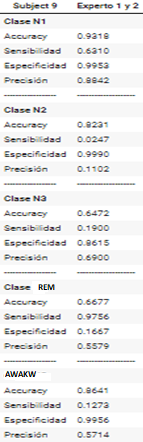 Subject 9 Experto 1 y 2
Clase N1
Accuracy 0.9318
Sensibilidad 0.6310
Especificidad 0.9953
Precisión 0.8842
-------------------- --------------------
Clase N2
Accuracy 0.8231
Sensibilidad 0.0247
Especificidad 0.9990
Precisión 0.1102
-------------------- --------------------
Clase N3
Accuracy 0.6472
Sensibilidad 0.1900
Especificidad 0.8615
Precisión 0.6900
-------------------- --------------------
Clase REM
Accuracy 0.6677
Sensibilidad 0.9756
Especificidad 0.1667
Precisión 0.5579
-------------------- --------------------
AWAKW
Accuracy 0.8641
Sensibilidad 0.1273
Especificidad 0.9956
Precisión 0.5714